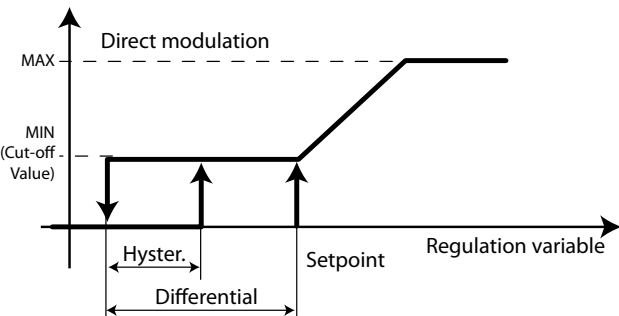 Direct modulation
MAX
MIN
(Cut-off
Value)
Regulation variable
Hyster.
Setpoint
Differential